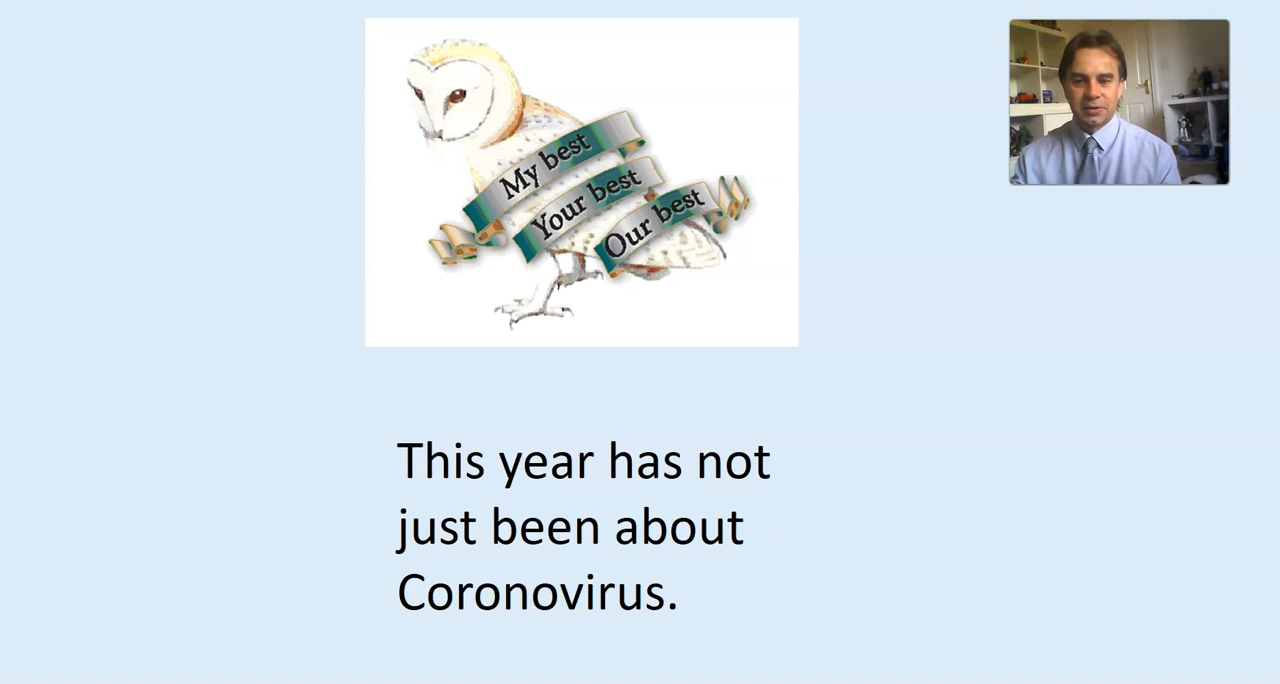 My best
Your best
Our best
This year has not
just been about
Coronovirus.